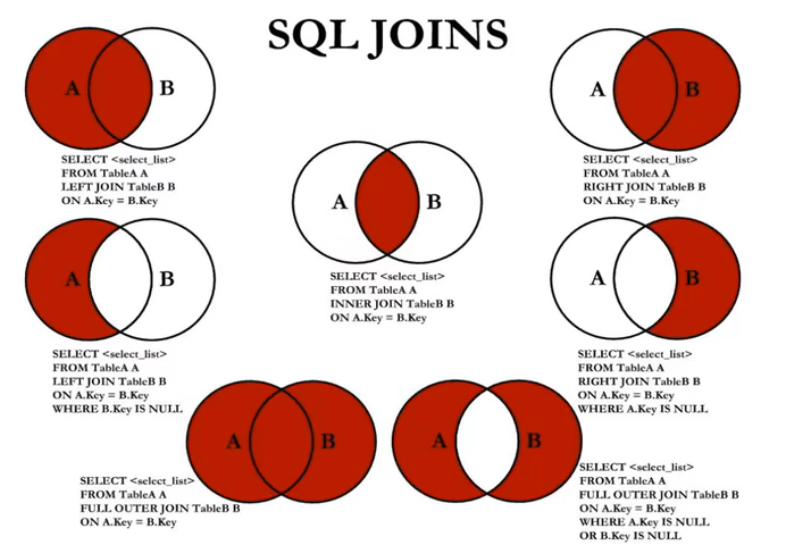 SQL JOINS
A B
SELECT <select_list>
FROM TableA A
LEFT JOIN TableB B
ON A.Key = B.Key
A B
SELECT <select_list>
FROM TableA A
RIGHT JOIN TableB B
ON A.Key = B.Key
A B
SELECT <select_list>
FROM TableA A
INNER JOIN TableB B
ON A.Key = B.Key
A B
SELECT <select_list>
FROM TableA A
LEFT JOIN TableB B
ON A.Key = B.Key
WHERE B.Key IS NULL
A B
SELECT <select_list>
FROM TableA A
RIGHT JOIN TableB B
ON A.Key = B.Key
WHERE A.Key IS NULL
A B
SELECT <select_list>
FROM TableA A
FULL OUTER JOIN TableB B
ON A.Key = B.Key
A B
SELECT <select_list>
FROM TableA A
FULL OUTER JOIN TableB B
ON A.Key = B.Key
WHERE A.Key IS NULL
OR B.Key IS NULL